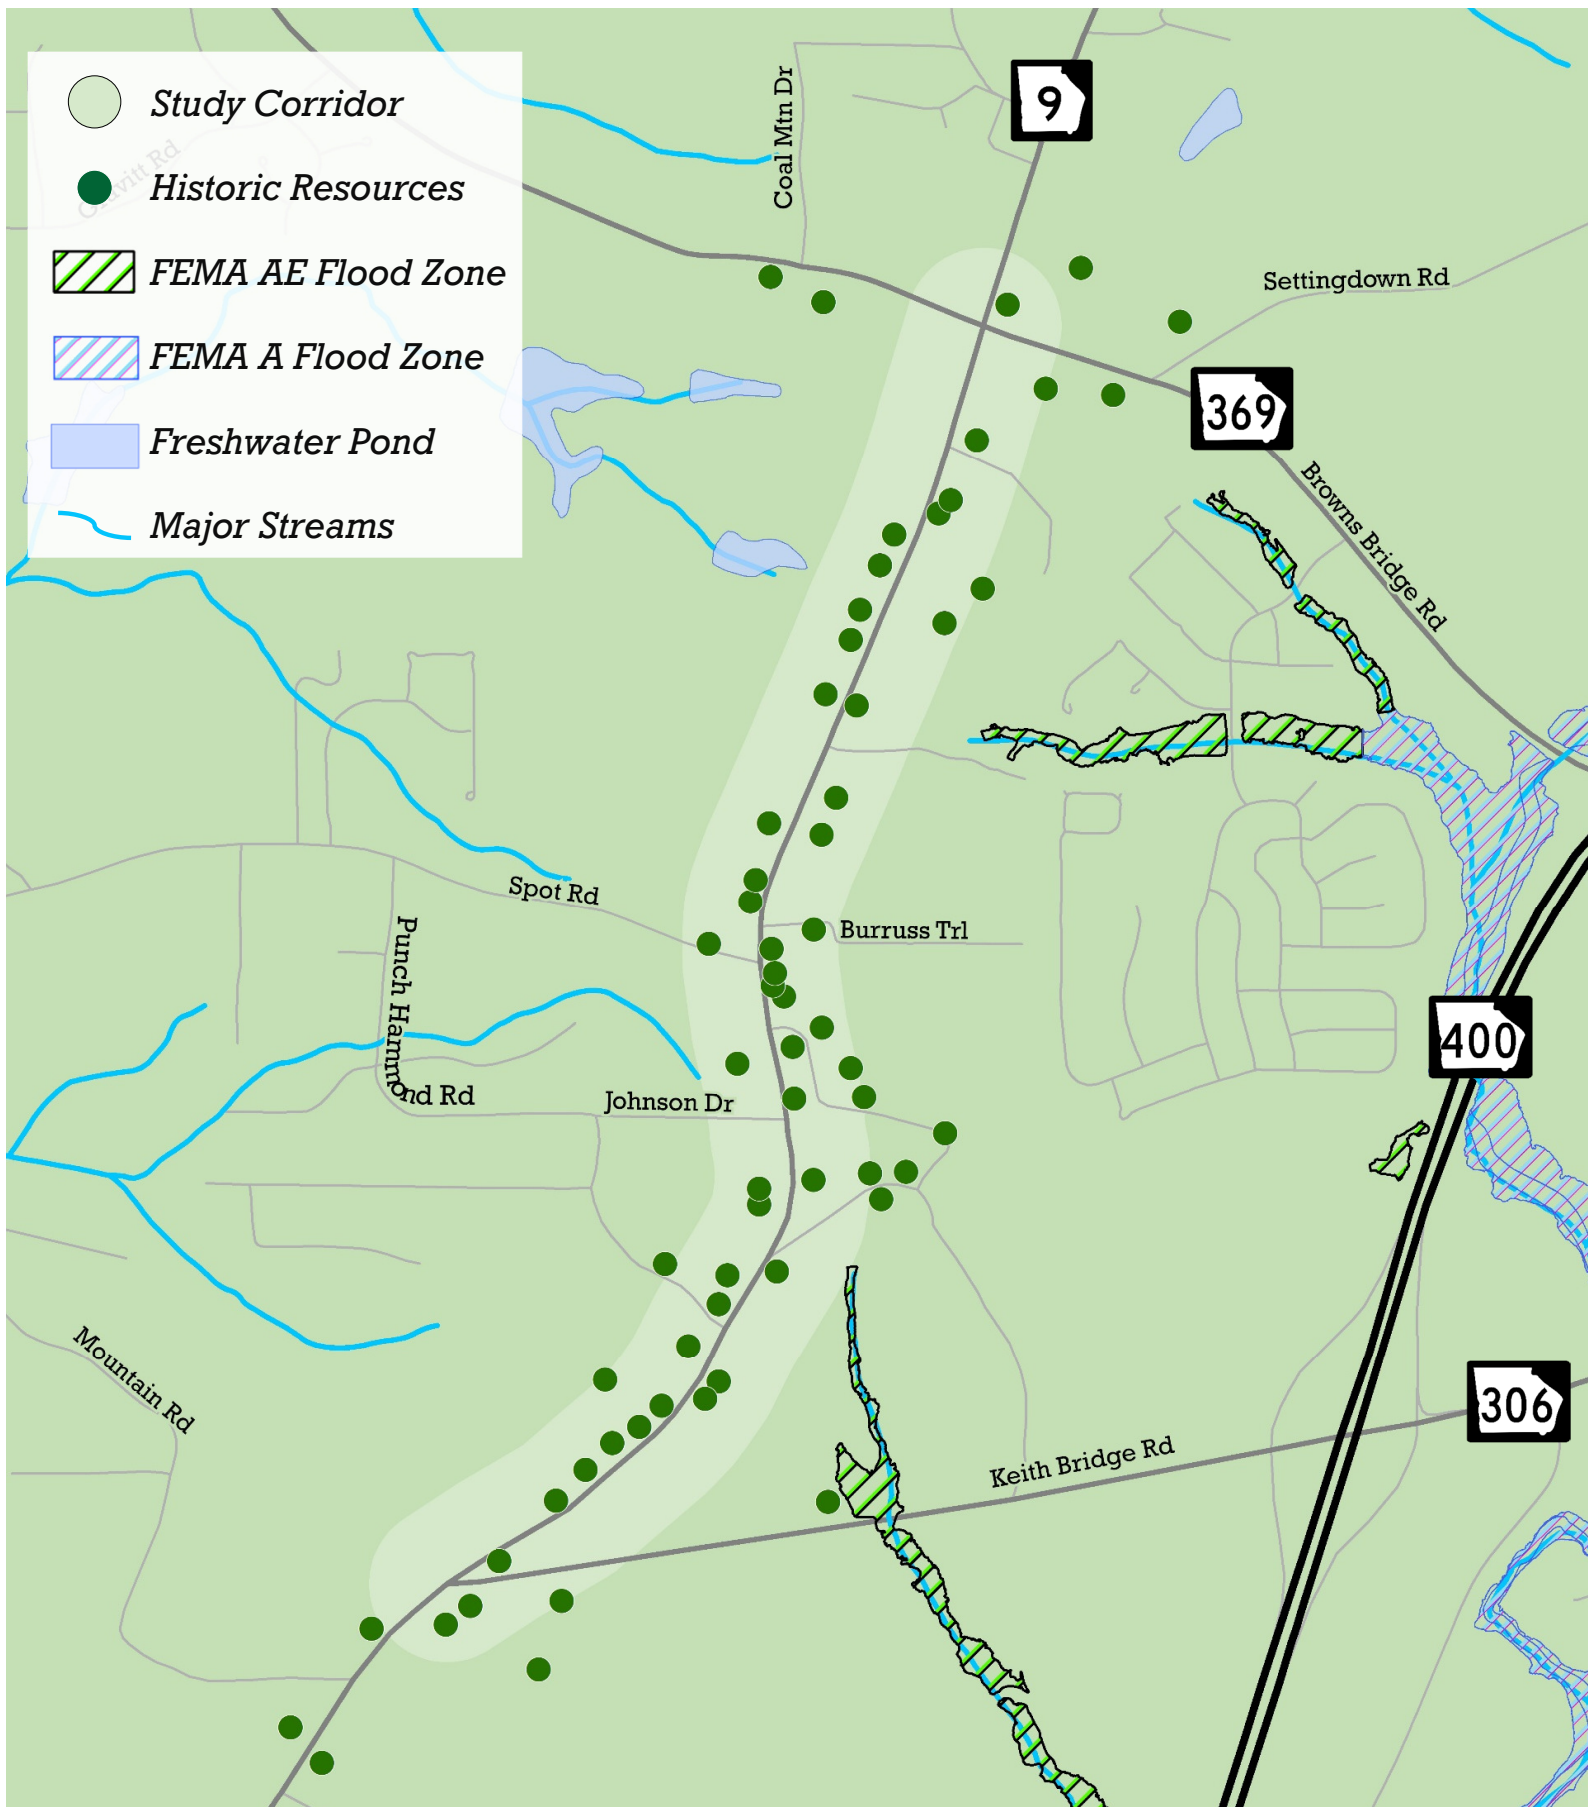 Study Corridor
Historic Resources
FEMA AE Flood Zone
FEMA A Flood Zone
Freshwater Pond
Major Streams
Coal Mtn Dr
9
Settingdown Rd
369
Browns Bridge Rd
Spot Rd
Burruss Trl
Punch Hammond Rd
Johnson Dr
400
Mountain Rd
306
Keith Bridge Rd